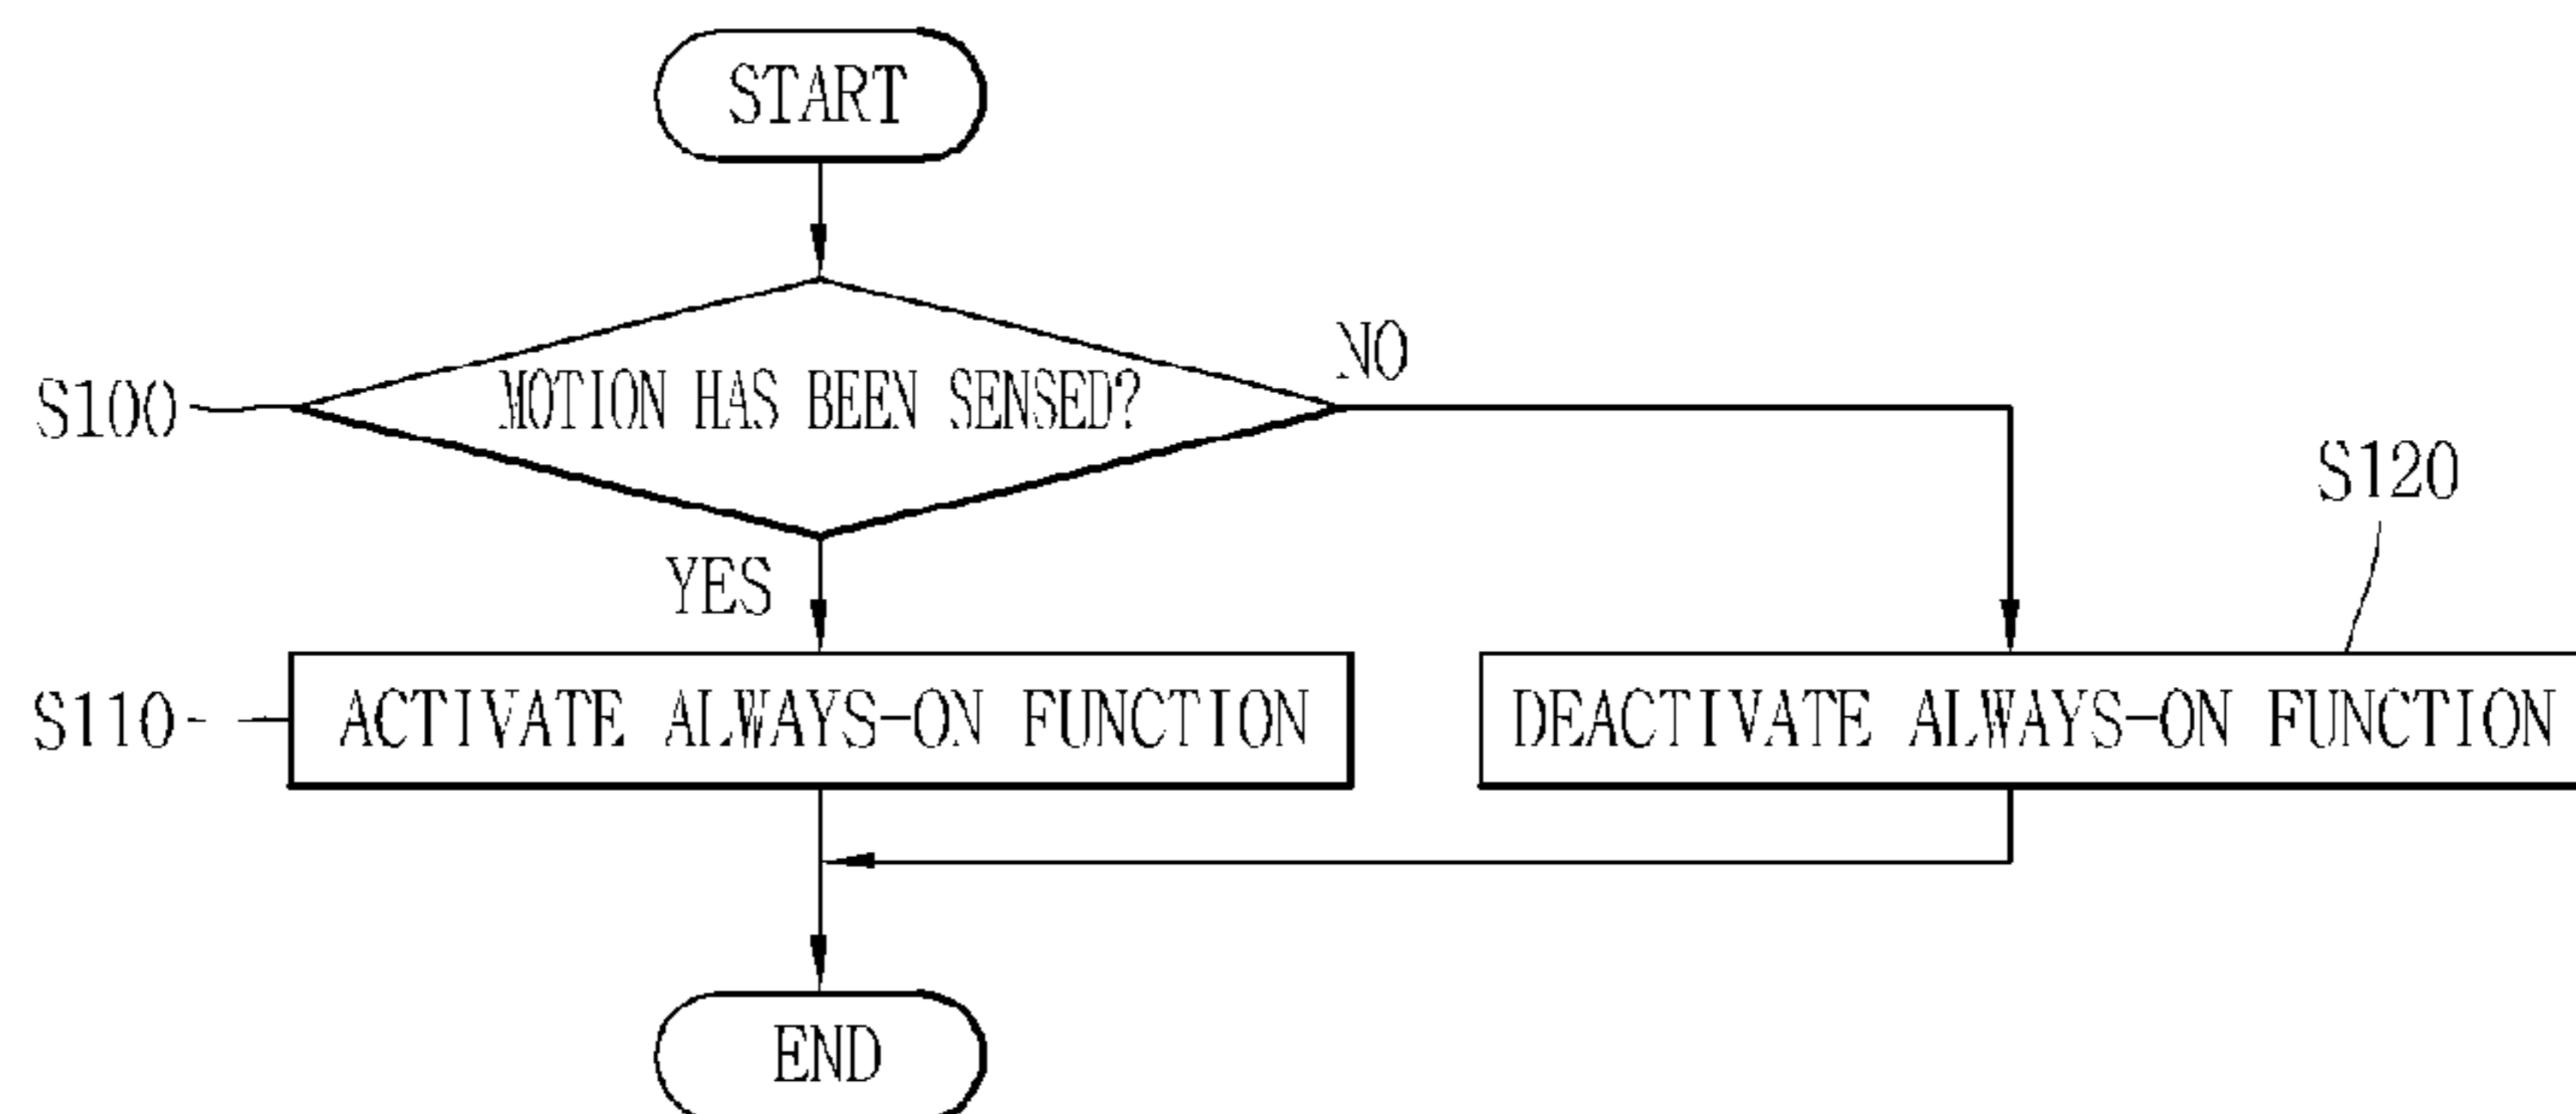 START
MOTION HAS BEEN SENSED?
S100
NO
S120
YES
S110
ACTIVATE ALWAYS-ON FUNCTION
DEACTIVATE ALWAYS-ON FUNCTION
END